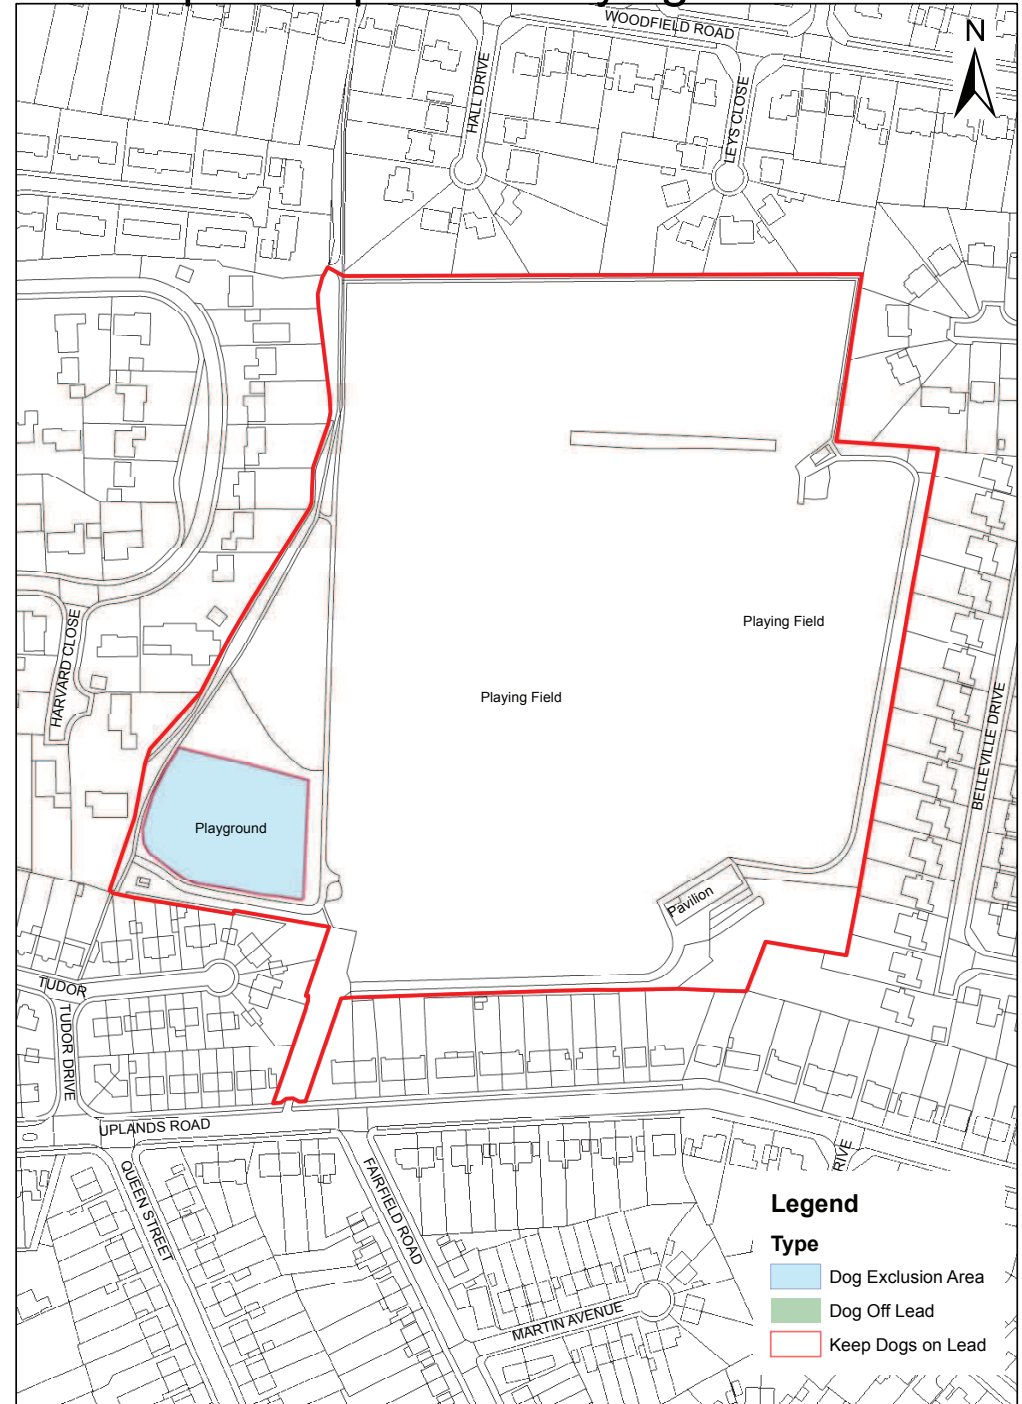 WOODFIELD ROAD
N
HALL DRIVE
LEYS CLOSE
HARVARD CLOSE
Playing Field
Playing Field
BELLEVILLE DRIVE
Playground
Pavilion
TUDOR
TUDOR DRIVE
UPLANDS ROAD
QUEEN STREET
FAIRFIELD ROAD
RIVE
MARTIN AVENUE
Legend
Type
Dog Exclusion Area
Dog Off Lead
Keep Dogs on Lead